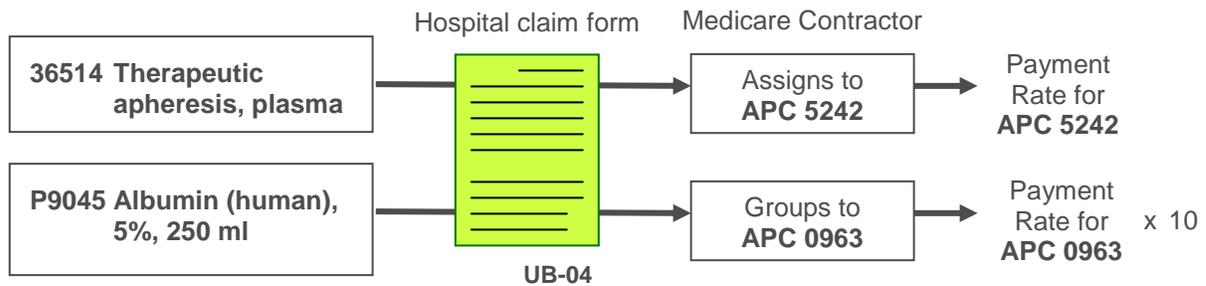 Hospital claim form
Medicare Contractor
36514 Therapeutic
apheresis, plasma
Assigns to
APC 5242
Payment
Rate for
APC 5242
P9045 Albumin (human),
5%, 250 ml
Groups to
APC 0963
Payment
Rate for
APC 0963
x 10
UB-04